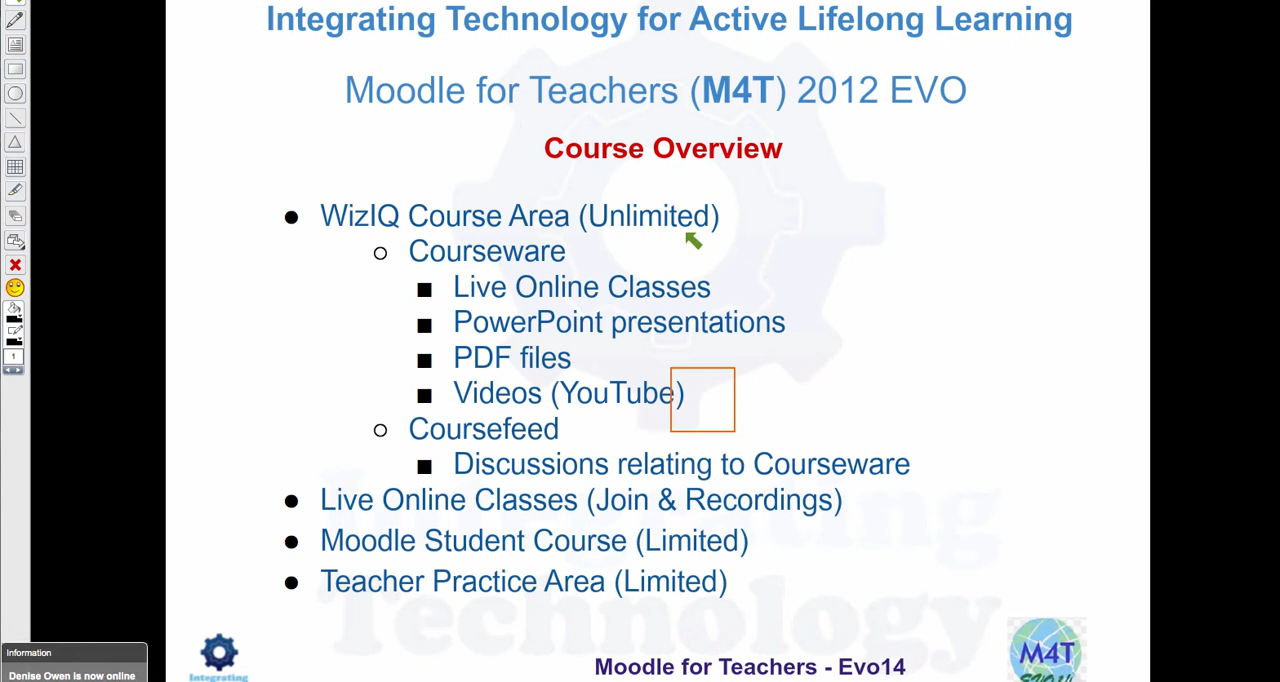 Integrating Technology for Active Lifelong Learning
Moodle for Teachers (M4T) 2012 EVO
Course Overview
● WizIQ Course Area (Unlimited)
○ Courseware
■ Live Online Classes
■ PowerPoint presentations
■ PDF files
■ Videos (YouTube)
○ Coursefeed
■ Discussions relating to Courseware
● Live Online Classes (Join & Recordings)
● Moodle Student Course (Limited)
● Teacher Practice Area (Limited)
Integrating
Technology
Integrating
Moodle for Teachers - Evo14
M4T
1
Information
Denise Owen is now online